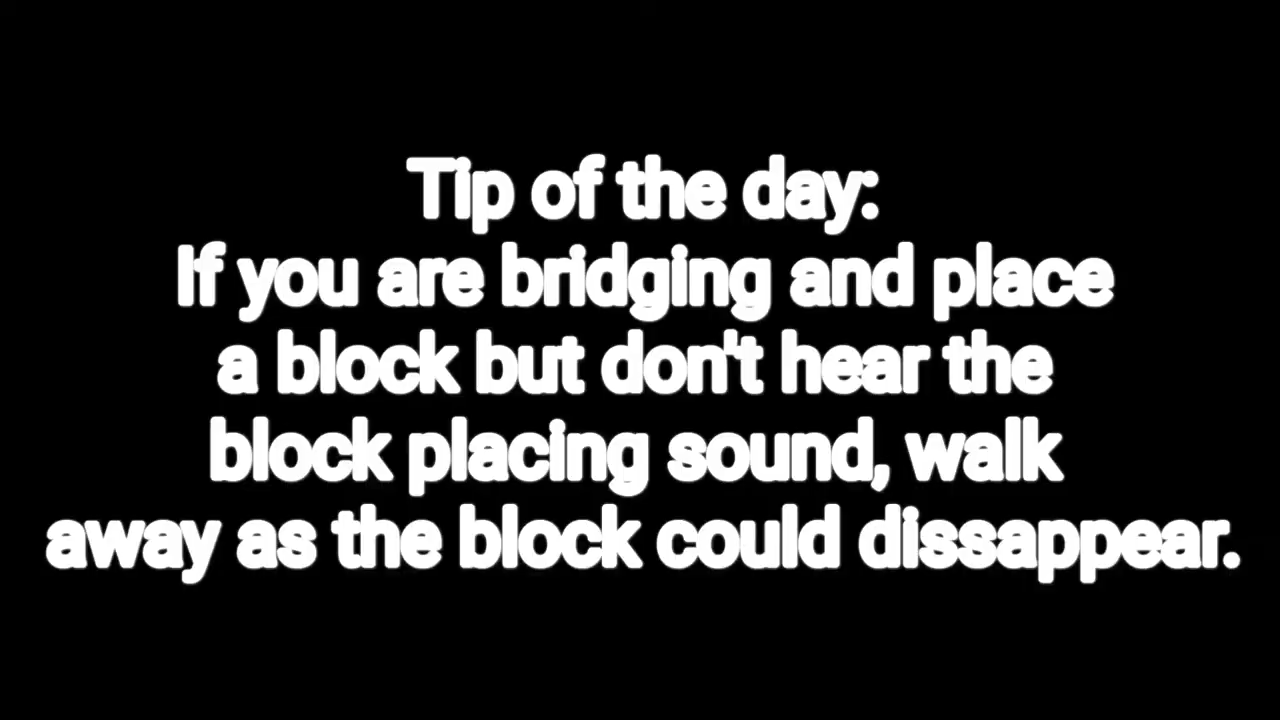 Tip of the day:
If you are bridging and place
a block but don't hear the
block placing sound, walk
away as the block could dissappear.